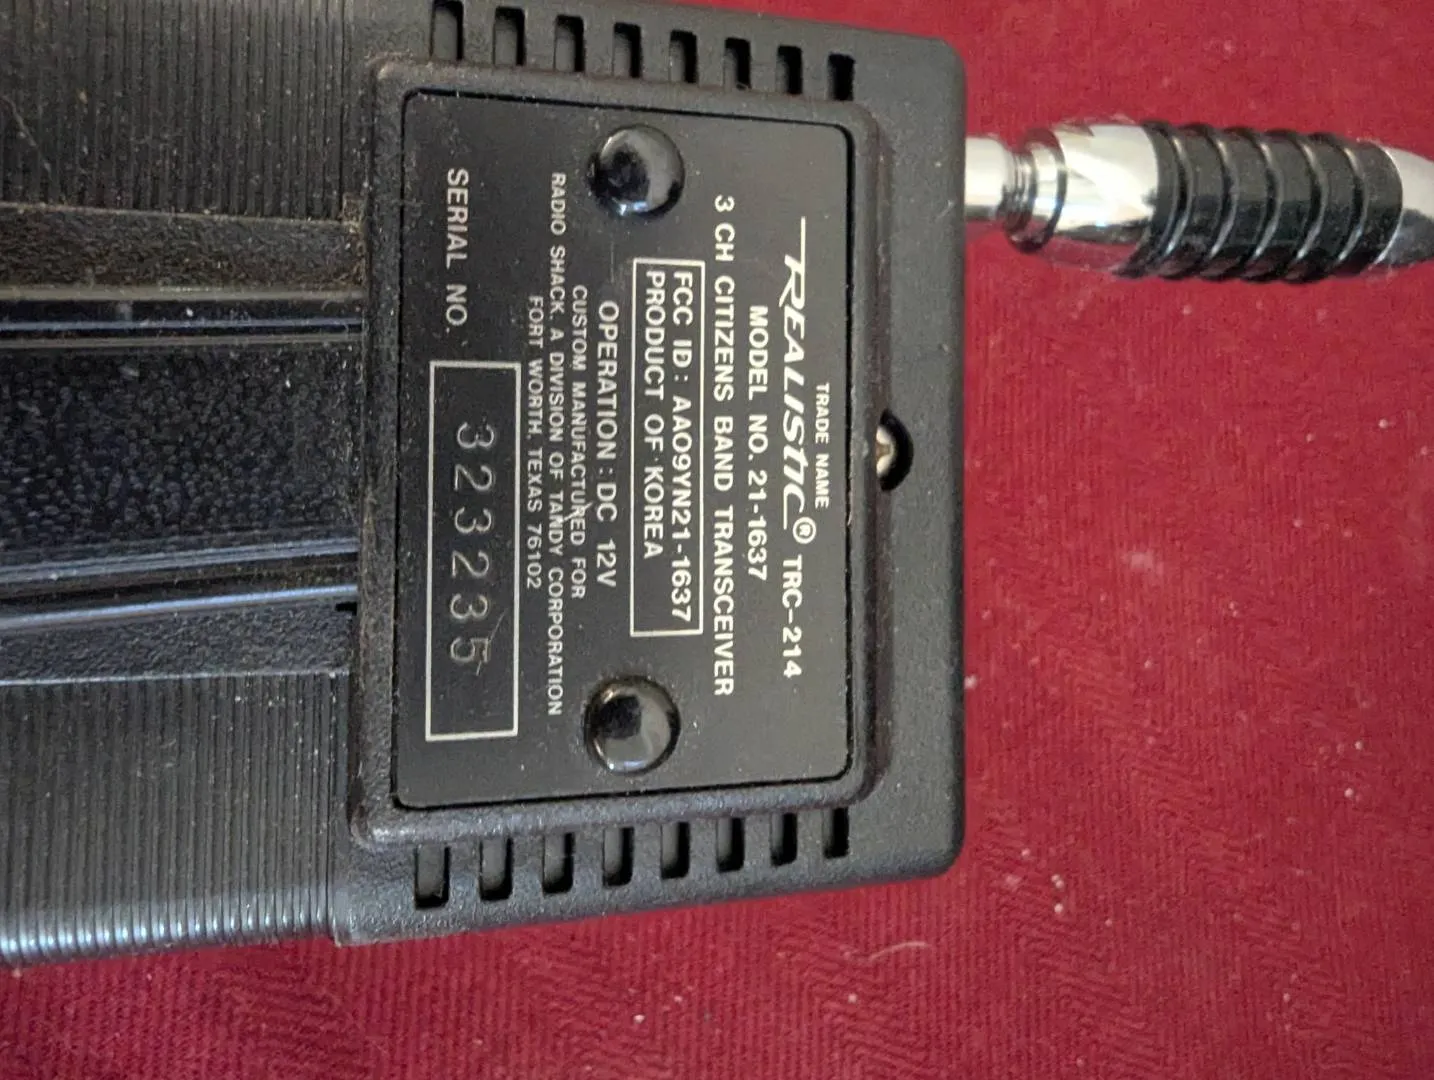 TRADE NAME
REALISTIC® TRC-214
MODEL NO. 21-1637
3 CH CITIZENS BAND TRANSCEIVER
FCC ID: AAO9YN21-1637
PRODUCT OF KOREA
OPERATION: DC 12V
CUSTOM MANUFACTURED FOR
RADIO SHACK, A DIVISION OF TANDY CORPORATION
FORT WORTH, TEXAS 76102
SERIAL NO. 323235